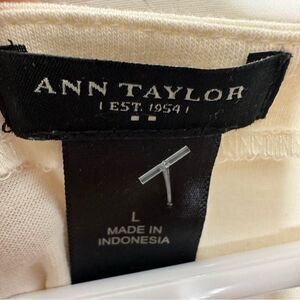 ANN TAYLOR
| EST. 1954 |
L
MADE IN
INDONESIA